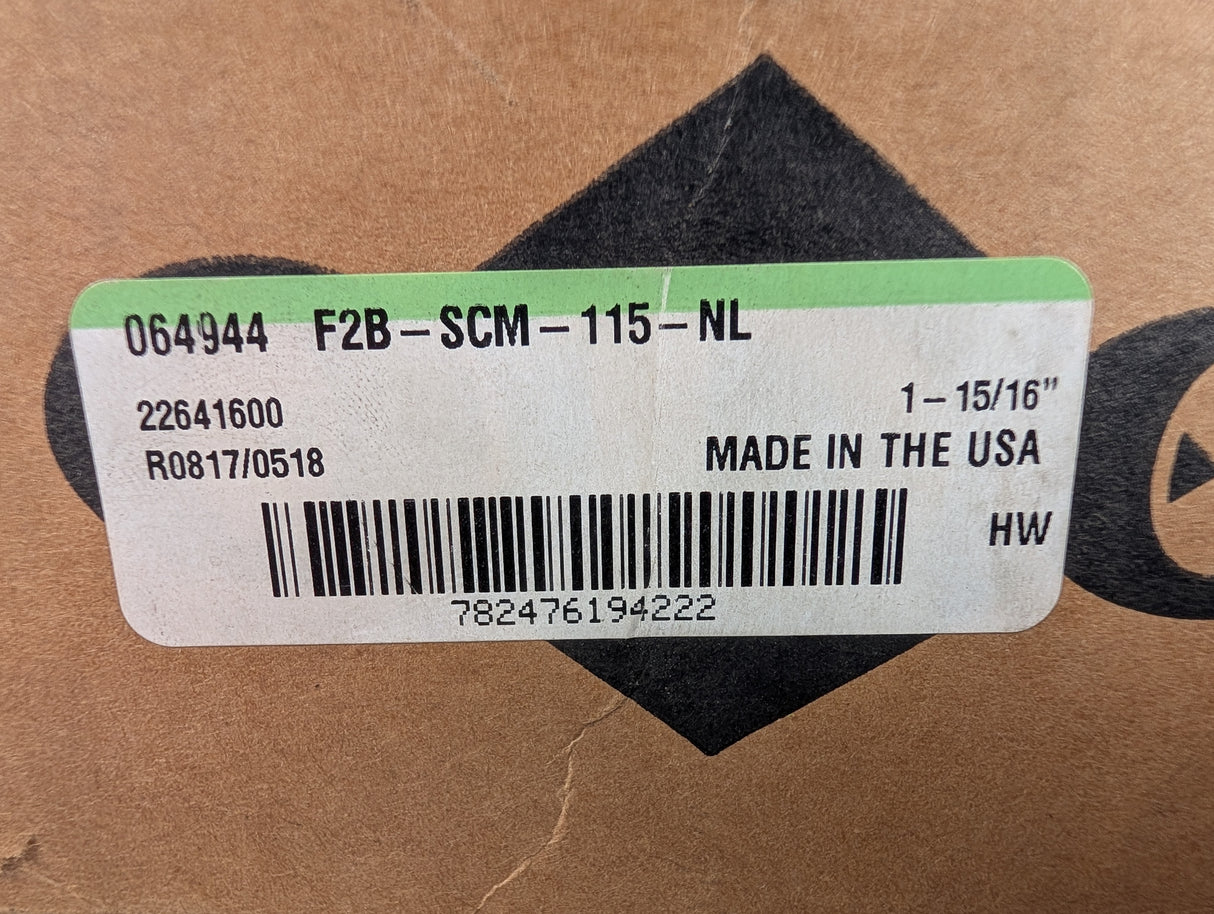 064944 F2B-SCM-115-NL
22641600
1-15/16"
R0817/0518
MADE IN THE USA
HW
782476194222